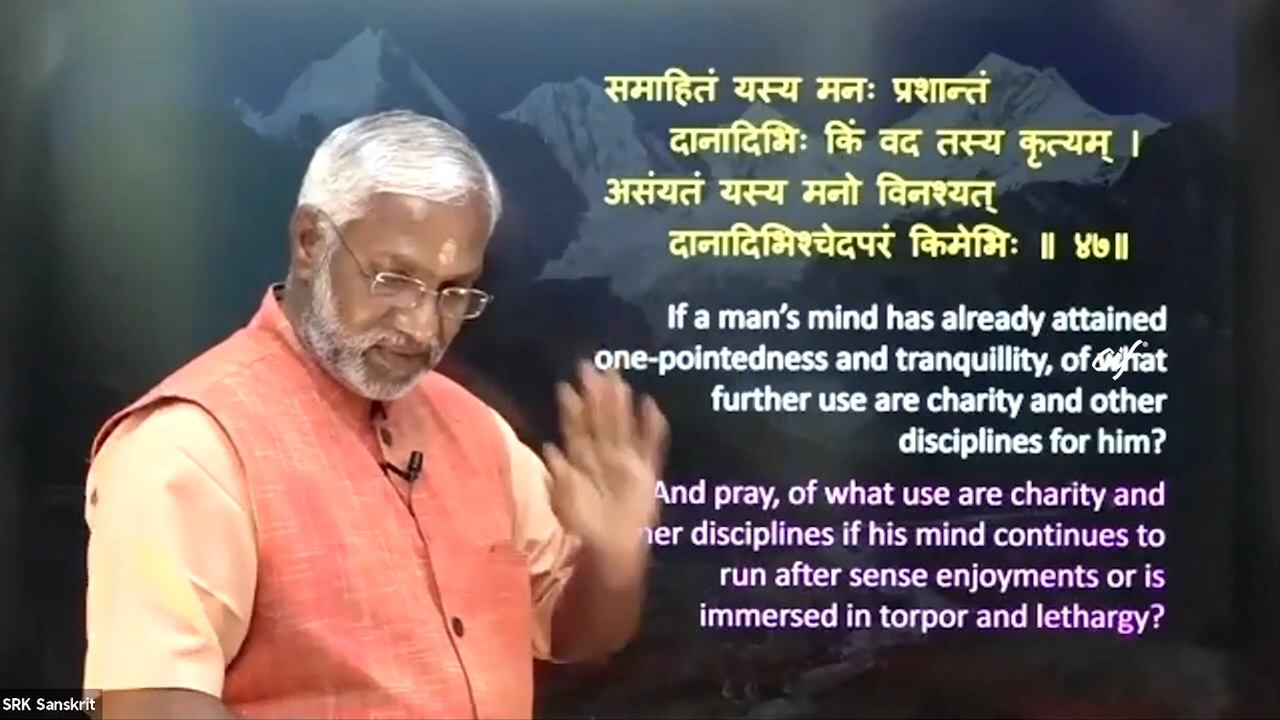 समाहितं यस्य मनः प्रशान्तं
दानादिभिः किं वद तस्य कृत्यम् ।
असंयतं यस्य मनो विनश्यत्
दानादिभिश्चेदपरं किमेभिः ॥ ४७॥
If a man’s mind has already attained
one-pointedness and tranquillity, of what
further use are charity and other
disciplines for him?
And pray, of what use are charity and
disciplines if his mind continues to
run after sense enjoyments or is
immersed in torpor and lethargy?
SRK Sanskrit